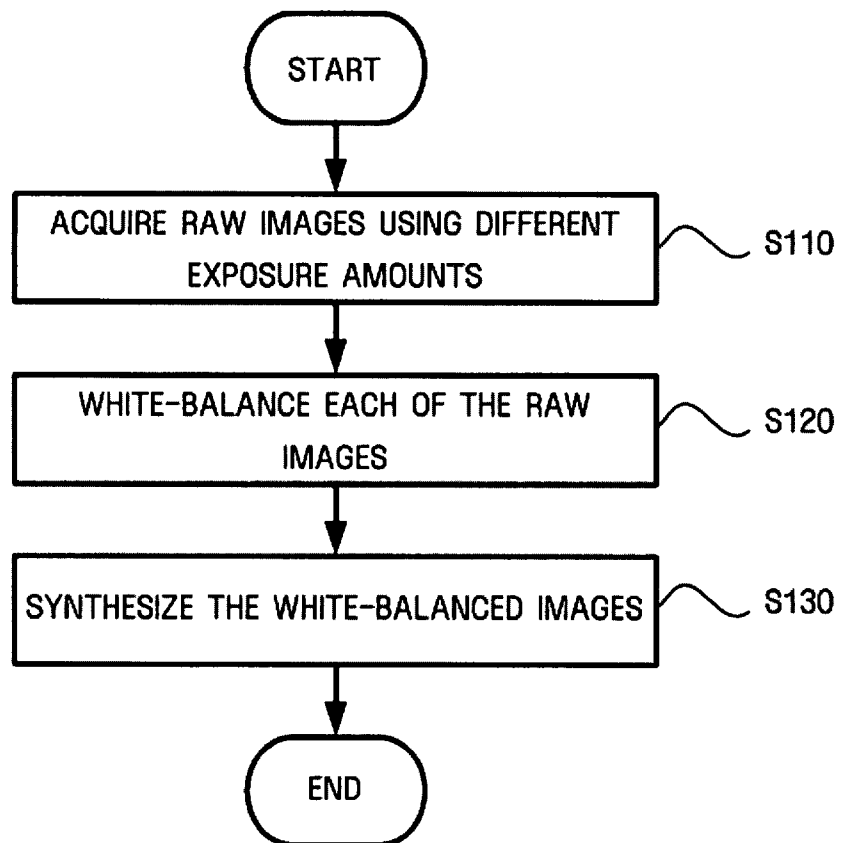 START
ACQUIRE RAW IMAGES USING DIFFERENT
EXPOSURE AMOUNTS
S110
WHITE-BALANCE EACH OF THE RAW
IMAGES
S120
SYNTHESIZE THE WHITE-BALANCED IMAGES
S130
END